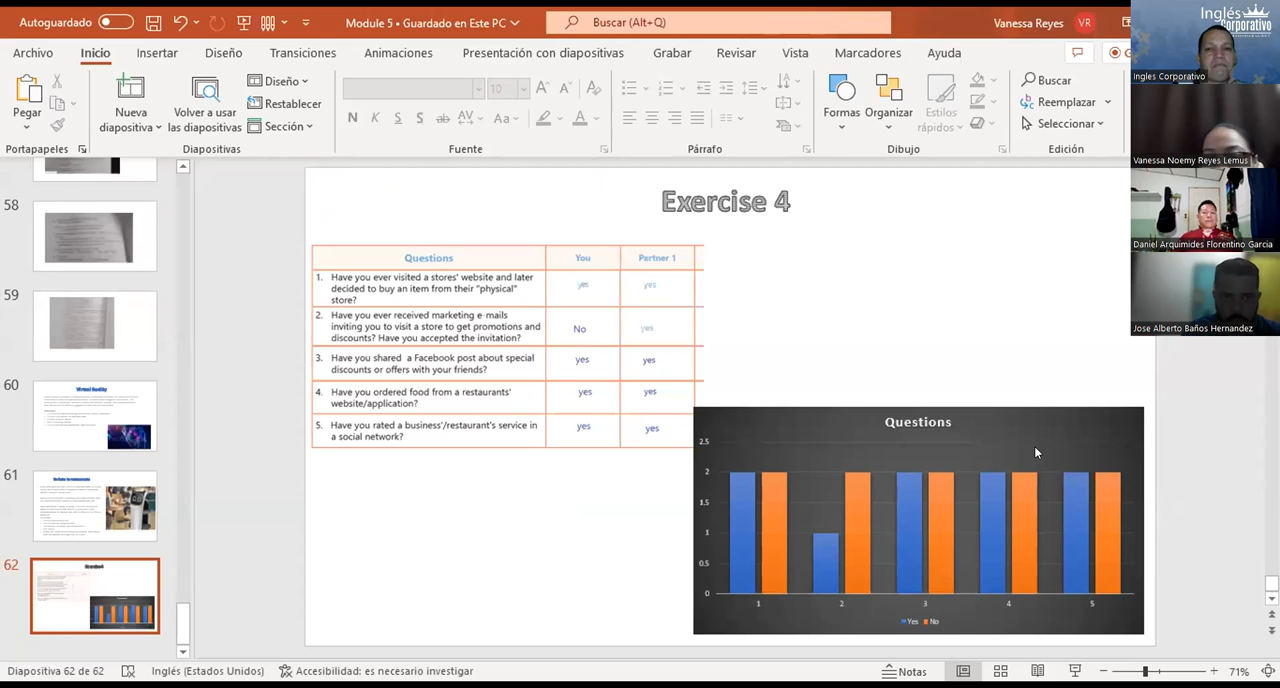 Autoguardado
Module 5 • Guardado en Este PC
Buscar (Alt+Q)
Vanessa Reyes
VR
Archivo
Inicio
Insertar
Diseño
Transiciones
Animaciones
Presentación con diapositivas
Grabar
Revisar
Vista
Marcadores
Ayuda
Pegar
Nueva
diapositiva
Volver a usar
las diapositivas
Diseño
Restablecer
Sección
10
Formas
Organizar
Estilos
rápidos
Buscar
Reemplazar
Seleccionar
Portapapeles
Diapositivas
Fuente
Párrafo
Dibujo
Edición
Inglés
Corporativo
Ingles Corporativo
Vanessa Noemy Reyes Lemus
Daniel Arquimides Florentino Garcia
Jose Alberto Baños Hernandez
58
59
60
Virtual Reality
61
62
Exercise 4
Exercise 4
Questions
You
Partner 1
1. Have you ever visited a stores' website and later
decided to buy an item from their "physical"
store?
yes
yes
2. Have you ever received marketing e-mails
inviting you to visit a store to get promotions and
discounts? Have you accepted the invitation?
No
yes
3. Have you shared a Facebook post about special
discounts or offers with your friends?
yes
yes
4. Have you ordered food from a restaurants'
website/application?
yes
yes
5. Have you rated a business'/restaurant's service in
a social network?
yes
yes
Questions
2.5
2
1.5
1
0.5
0
1 2 3 4 5
Yes No
Diapositiva 62 de 62
Inglés (Estados Unidos)
Accesibilidad: es necesario investigar
Notas
71%